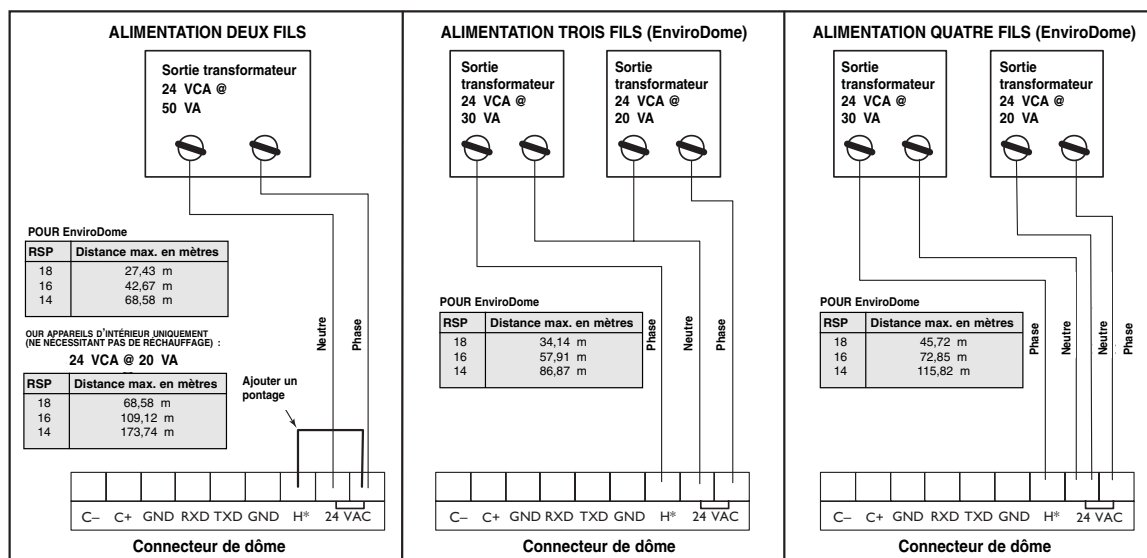 ALIMENTATION DEUX FILS
Sortie transformateur
24 VCA @
50 VA
POUR EnviroDome
RSP Distance max. en mètres
18 27,43 m
16 42,67 m
14 68,58 m
OUR APPAREILS D'INTÉRIEUR UNIQUEMENT
(NE NÉCESSITANT PAS DE RÉCHAUFFAGE) :
24 VCA @ 20 VA
RSP Distance max. en mètres
18 68,58 m
16 109,12 m
14 173,74 m
Ajouter un
pontage
Neutre
Phase
C– C+ GND RXD TXD GND H* 24 VAC
Connecteur de dôme
ALIMENTATION TROIS FILS (EnviroDome)
Sortie
transformateur
24 VCA @
30 VA
Sortie
transformateur
24 VCA @
20 VA
POUR EnviroDome
RSP Distance max. en mètres
18 34,14 m
16 57,91 m
14 86,87 m
Phase
Neutre
Phase
C– C+ GND RXD TXD GND H* 24 VAC
Connecteur de dôme
ALIMENTATION QUATRE FILS (EnviroDome)
Sortie
transformateur
24 VCA @
30 VA
Sortie
transformateur
24 VCA @
20 VA
POUR EnviroDome
RSP Distance max. en mètres
18 45,72 m
16 72,85 m
14 115,82 m
Phase
Neutre
Neutre
Phase
C– C+ GND RXD TXD GND H* 24 VAC
Connecteur de dôme